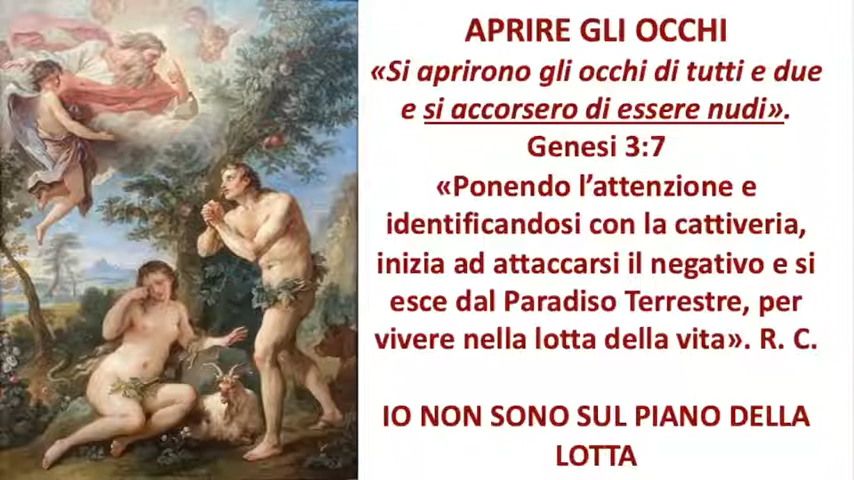 APRIRE GLI OCCHI
«Si aprirono gli occhi di tutti e due
e si accorsero di essere nudi».
Genesi 3:7
«Ponendo l’attenzione e
identificandosi con la cattiveria,
inizia ad attaccarsi il negativo e si
esce dal Paradiso Terrestre, per
vivere nella lotta della vita». R. C.
IO NON SONO SUL PIANO DELLA
LOTTA